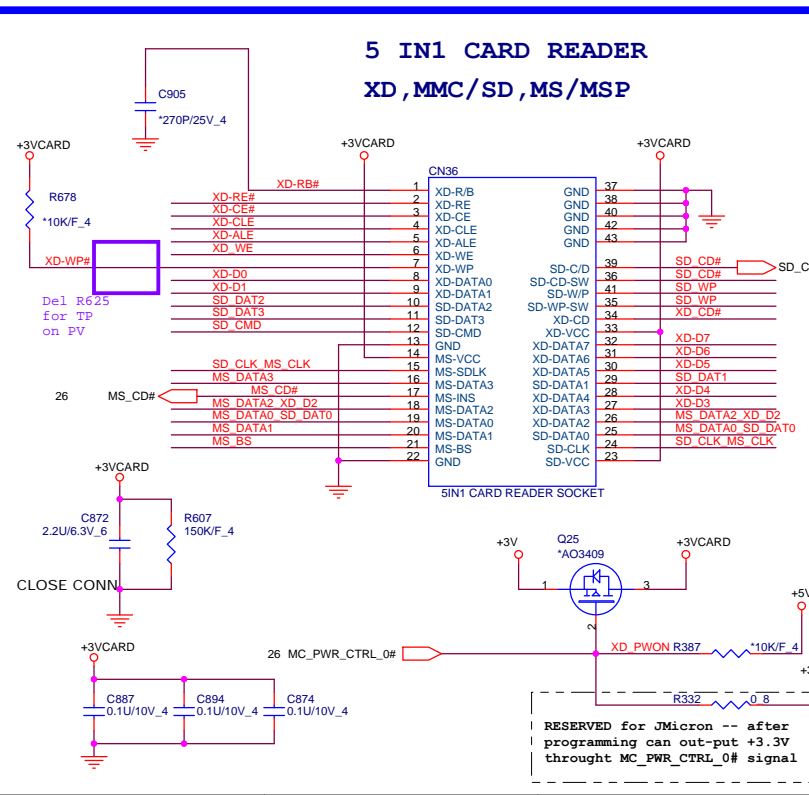 5 IN1 CARD READER
XD,MMC/SD,MS/MSP
C905
*270P/25V_4
+3VCARD
+3VCARD
+3VCARD
CN36
R678
*10K/F_4
XD-RB#
XD-RE#
XD-CE#
XD-CLE
XD-ALE
XD_WE
XD-WP#
XD-D0
XD-D1
SD_DAT2
SD_DAT3
SD_CMD
SD_CLK_MS_CLK
MS_DATA3
26 MS_CD# MS_CD#
MS_DATA2_XD_D2
MS_DATA0_SD_DAT0
MS_DATA1
MS_BS
Del R625
for TP
on PV
1 XD-R/B
2 XD-RE
3 XD-CE
4 XD-CLE
5 XD-ALE
6 XD-WE
7 XD-WP
8 XD-DATA0
9 XD-DATA1
10 SD-DATA2
11 SD-DAT3
12 SD-CMD
13 GND
14 MS-VCC
15 MS-SDLK
16 MS-DATA3
17 MS-INS
18 MS-DATA2
19 MS-DATA0
20 MS-DATA1
21 MS-BS
22 GND
GND 37
GND 38
GND 40
GND 42
GND 43
SD-C/D 39 SD_CD# SD_C
SD-CD-SW 36 SD_CD#
SD-W/P 41 SD_WP
SD-WP-SW 35 SD_WP
XD-CD 34 XD_CD#
XD-VCC 33
XD-DATA7 32 XD-D7
XD-DATA6 31 XD-D6
XD-DATA5 30 XD-D5
SD-DATA1 29 SD_DAT1
XD-DATA4 28 XD-D4
XD-DATA3 27 XD-D3
XD-DATA2 26 MS_DATA2_XD_D2
SD-DATA0 25 MS_DATA0_SD_DAT0
SD-CLK 24 SD_CLK_MS_CLK
SD-VCC 23
5IN1 CARD READER SOCKET
+3VCARD
C872
2.2U/6.3V_6
R607
150K/F_4
CLOSE CONN
+3VCARD
C887
0.1U/10V_4
C894
0.1U/10V_4
C874
0.1U/10V_4
+3V
Q25
*AO3409
+3VCARD
1
3
2
+5V
26 MC_PWR_CTRL_0#
XD_PWON R387 *10K/F_4
+3
R332 0_8
RESERVED for JMicron -- after
programming can out-put +3.3V
throught MC_PWR_CTRL_0# signal